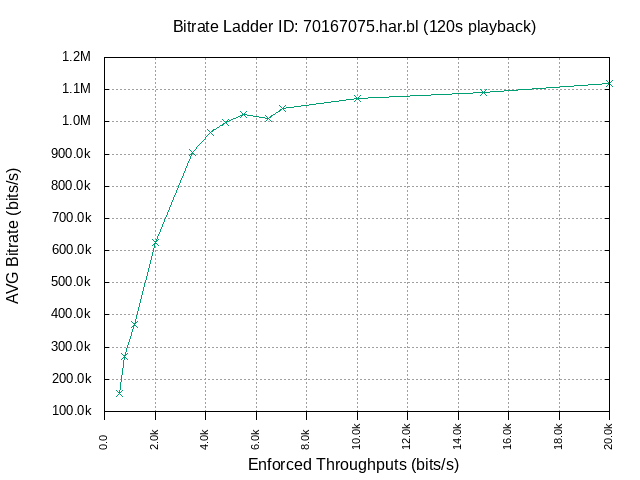 Bitrate Ladder ID: 70167075.har.bl (120s playback)
1.2M
1.1M
1.0M
900.0k
800.0k
700.0k
600.0k
500.0k
400.0k
300.0k
200.0k
100.0k
AVG Bitrate (bits/s)
0.0 2.0k 4.0k 6.0k 8.0k 10.0k 12.0k 14.0k 16.0k 18.0k 20.0k
Enforced Throughputs (bits/s)